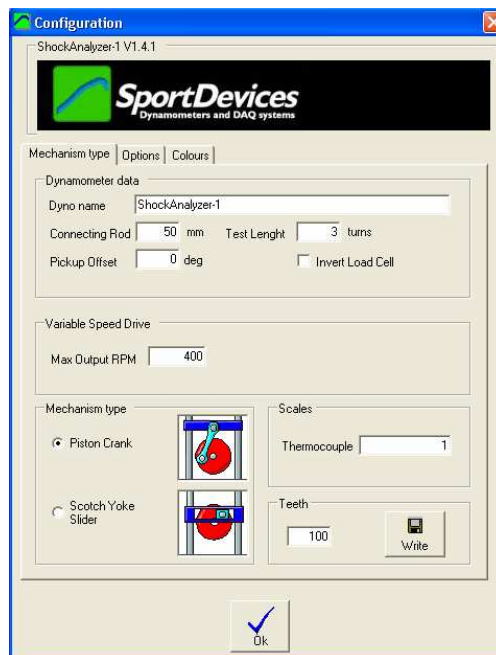 Configuration
ShockAnalyzer-1 V1.4.1
SportDevices
Dynamometers and DAQ systems
Mechanism type Options Colours
Dynamometer data
Dyno name ShockAnalyzer-1
Connecting Rod 50 mm Test Lenght 3 turns
Pickup Offset 0 deg Invert Load Cell
Variable Speed Drive
Max Output RPM 400
Mechanism type
Piston Crank
Scotch Yoke
Slider
Scales
Thermocouple 1
Teeth
100 Write
Ok